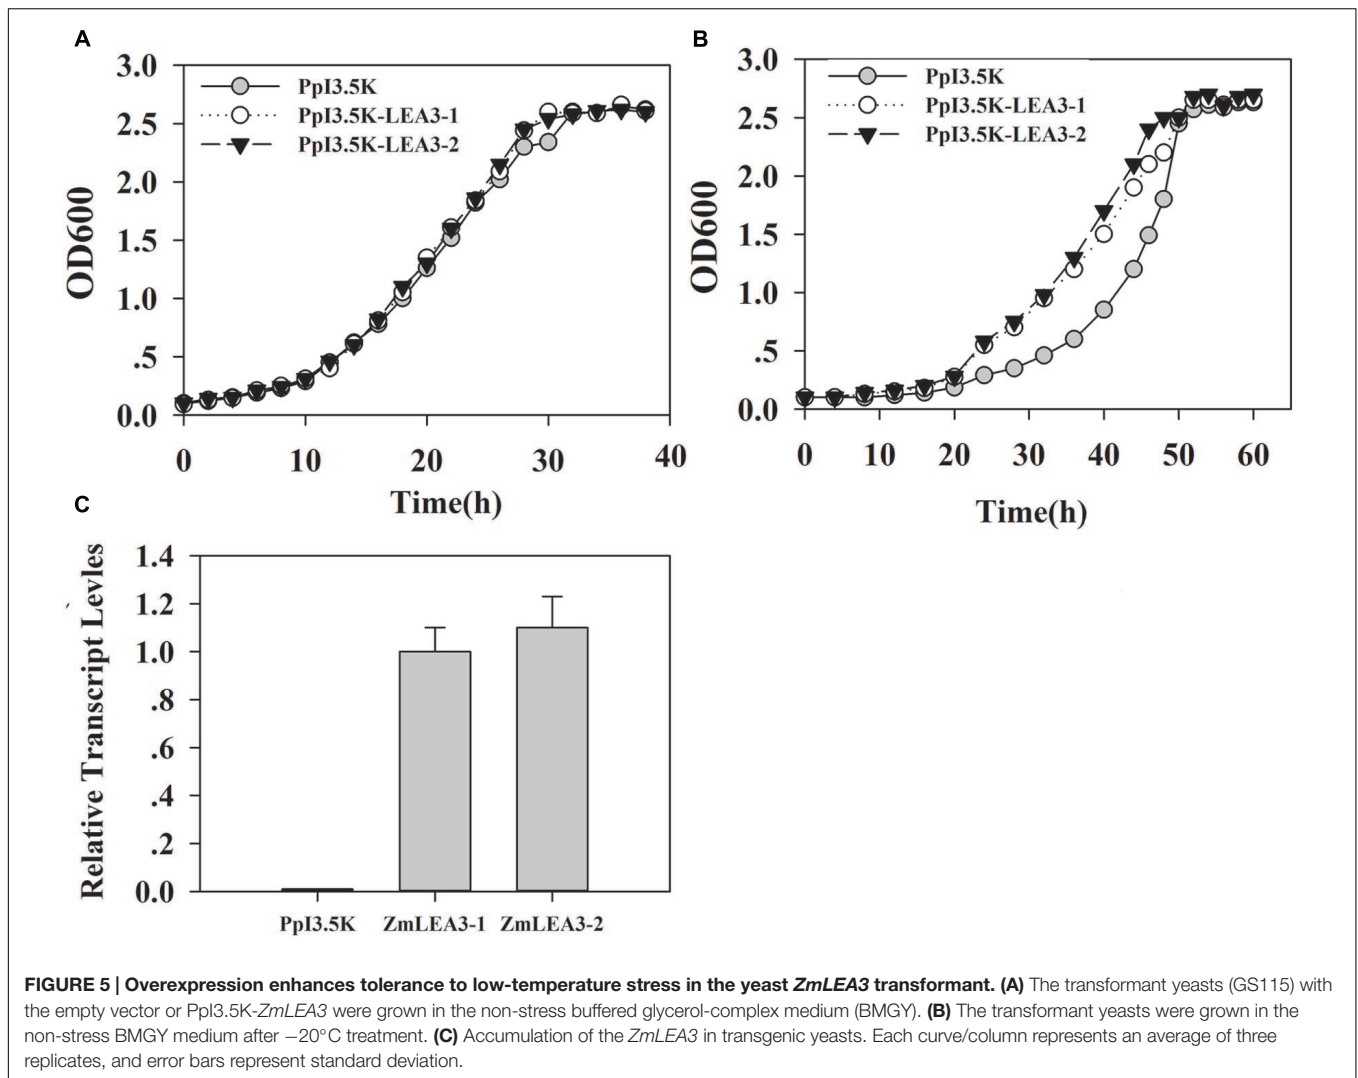 A
3.0
2.5
2.0
1.5
1.0
.5
0.0
OD600
PpI3.5K
PpI3.5K-LEA3-1
PpI3.5K-LEA3-2
0 10 20 30 40
Time(h)
B
3.0
2.5
2.0
1.5
1.0
.5
0.0
OD600
PpI3.5K
PpI3.5K-LEA3-1
PpI3.5K-LEA3-2
0 10 20 30 40 50 60
Time(h)
C
1.4
1.2
1.0
.8
.6
.4
.2
0.0
Relative Transcript Levles
PpI3.5K ZmLEA3-1 ZmLEA3-2
FIGURE 5 | Overexpression enhances tolerance to low-temperature stress in the yeast ZmLEA3 transformant. (A) The transformant yeasts (GS115) with
the empty vector or PpI3.5K-ZmLEA3 were grown in the non-stress buffered glycerol-complex medium (BMGY). (B) The transformant yeasts were grown in the
non-stress BMGY medium after −20°C treatment. (C) Accumulation of the ZmLEA3 in transgenic yeasts. Each curve/column represents an average of three
replicates, and error bars represent standard deviation.